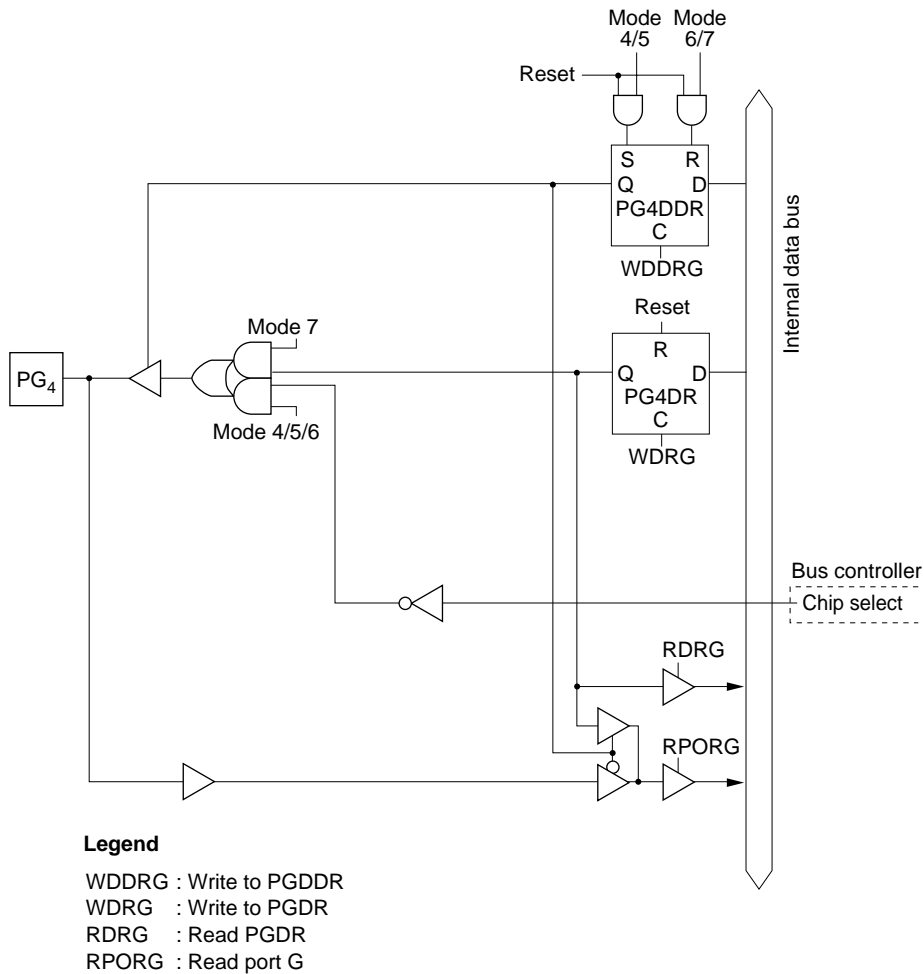 Mode
4/5
Mode
6/7
Reset
S
R
Q
D
PG4DDR
C
WDDRG
Internal data bus
Reset
Mode 7
R
PG₄
Q
D
PG4DR
C
Mode 4/5/6
WDRG
Bus controller
Chip select
RDRG
RPORG
Legend
WDDRG : Write to PGDDR
WDRG : Write to PGDR
RDRG : Read PGDR
RPORG : Read port G